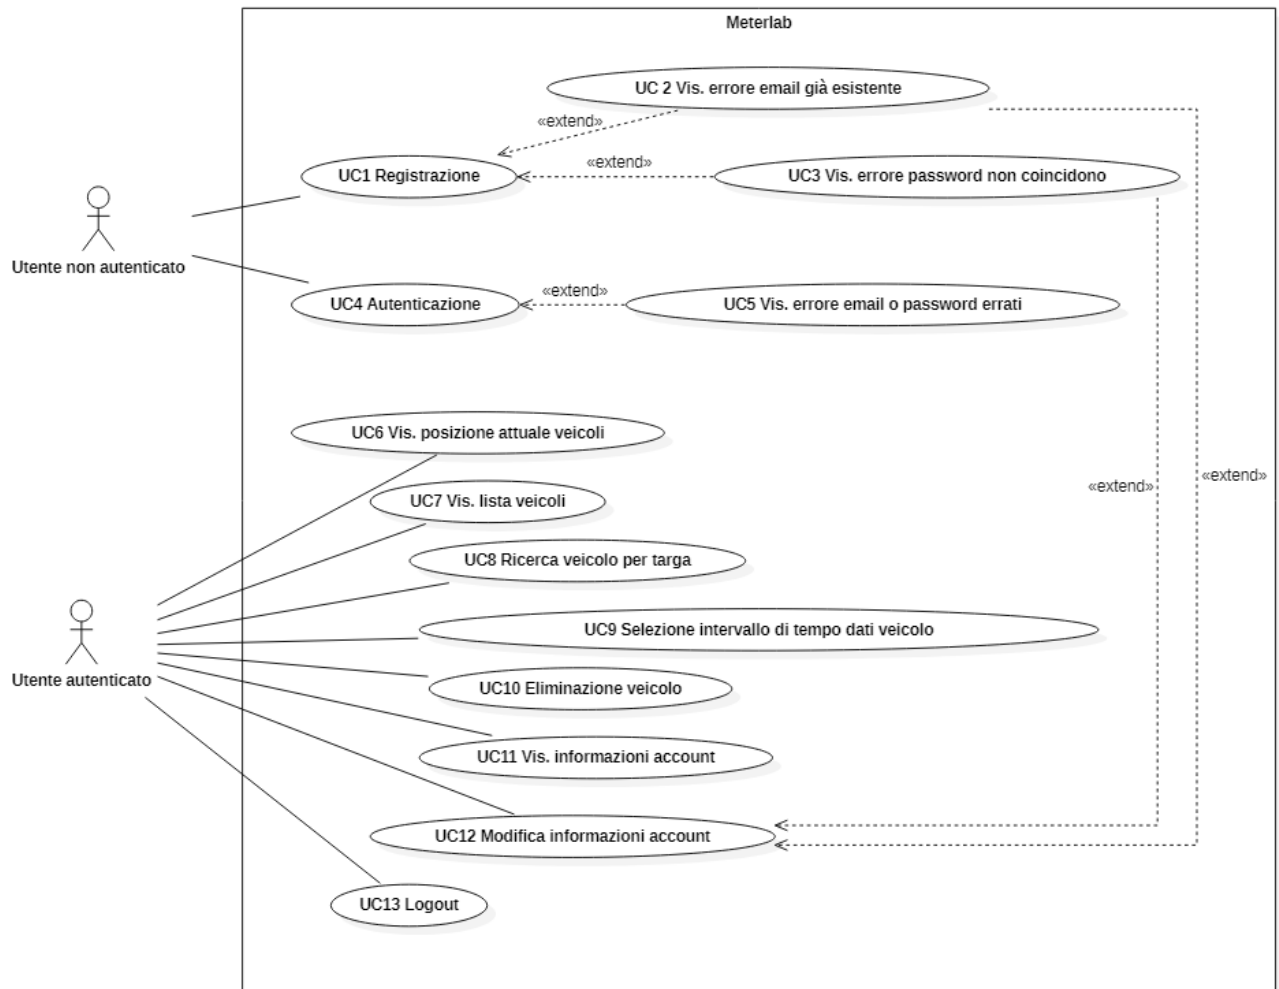 Meterlab
UC 2 Vis. errore email già esistente
«extend»
«extend»
UC1 Registrazione
UC3 Vis. errore password non coincidono
Utente non autenticato
«extend»
UC4 Autenticazione
UC5 Vis. errore email o password errati
UC6 Vis. posizione attuale veicoli
«extend»
«extend»
UC7 Vis. lista veicoli
UC8 Ricerca veicolo per targa
UC9 Selezione intervallo di tempo dati veicolo
Utente autenticato
UC10 Eliminazione veicolo
UC11 Vis. informazioni account
UC12 Modifica informazioni account
UC13 Logout